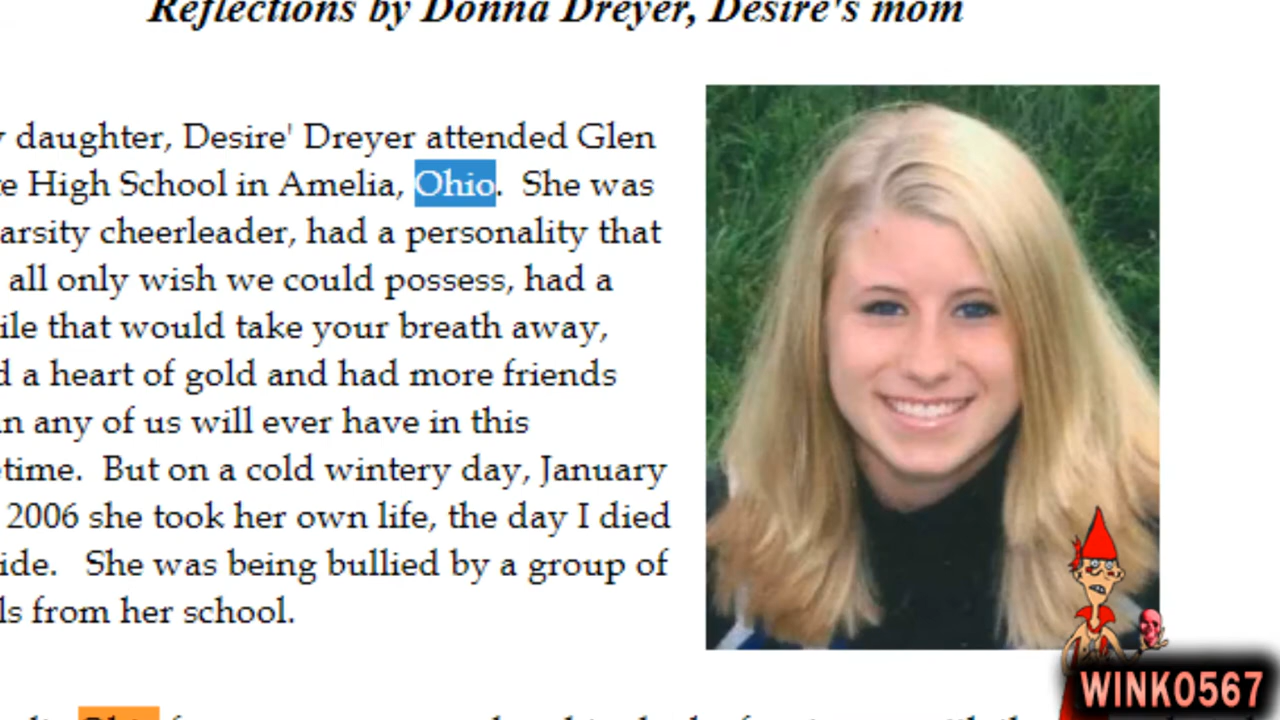 Reflections by Donna Dreyer, Desire's mom
daughter, Desire' Dreyer attended Glen
High School in Amelia, Ohio. She was
cheerleader, had a personality that
all only wish we could possess, had a
that would take your breath away,
a heart of gold and had more friends
any of us will ever have in this
But on a cold wintery day, January
2006 she took her own life, the day I died
She was being bullied by a group of
from her school.
Ohio
WINKO567